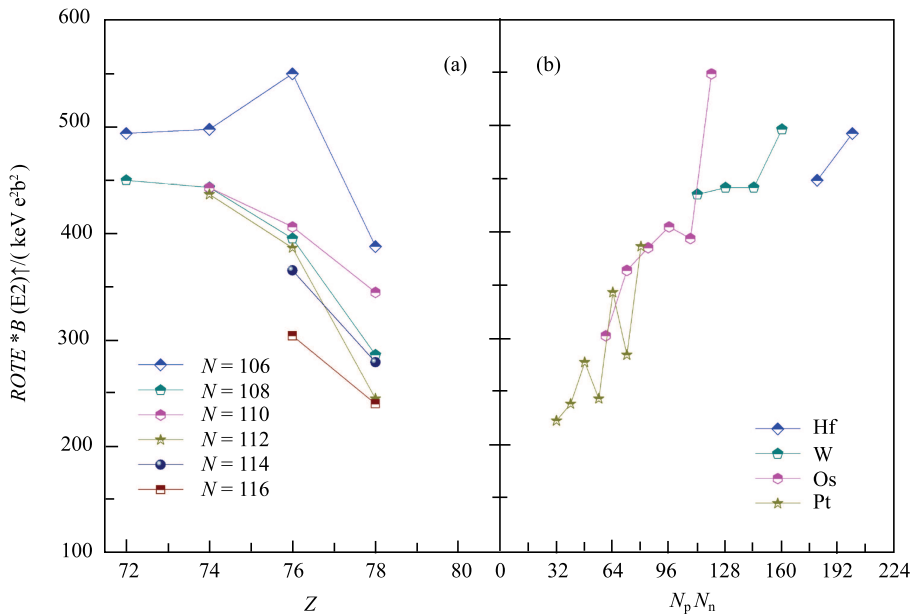 600
500
400
300
200
100
ROTE *B (E2)↑/( keV e²b²)
(a)
N = 106
N = 108
N = 110
N = 112
N = 114
N = 116
72
74
76
78
80
Z
(b)
Hf
W
Os
Pt
0
32
64
96
128
160
192
224
NₚNₙ